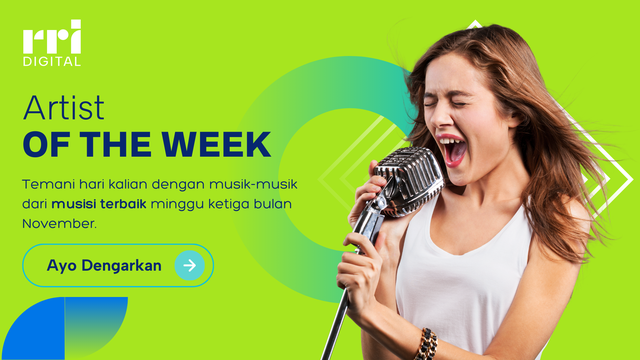 rri
DIGITAL
Artist
OF THE WEEK
Temani hari kalian dengan musik-musik
dari musisi terbaik minggu ketiga bulan
November.
Ayo Dengarkan